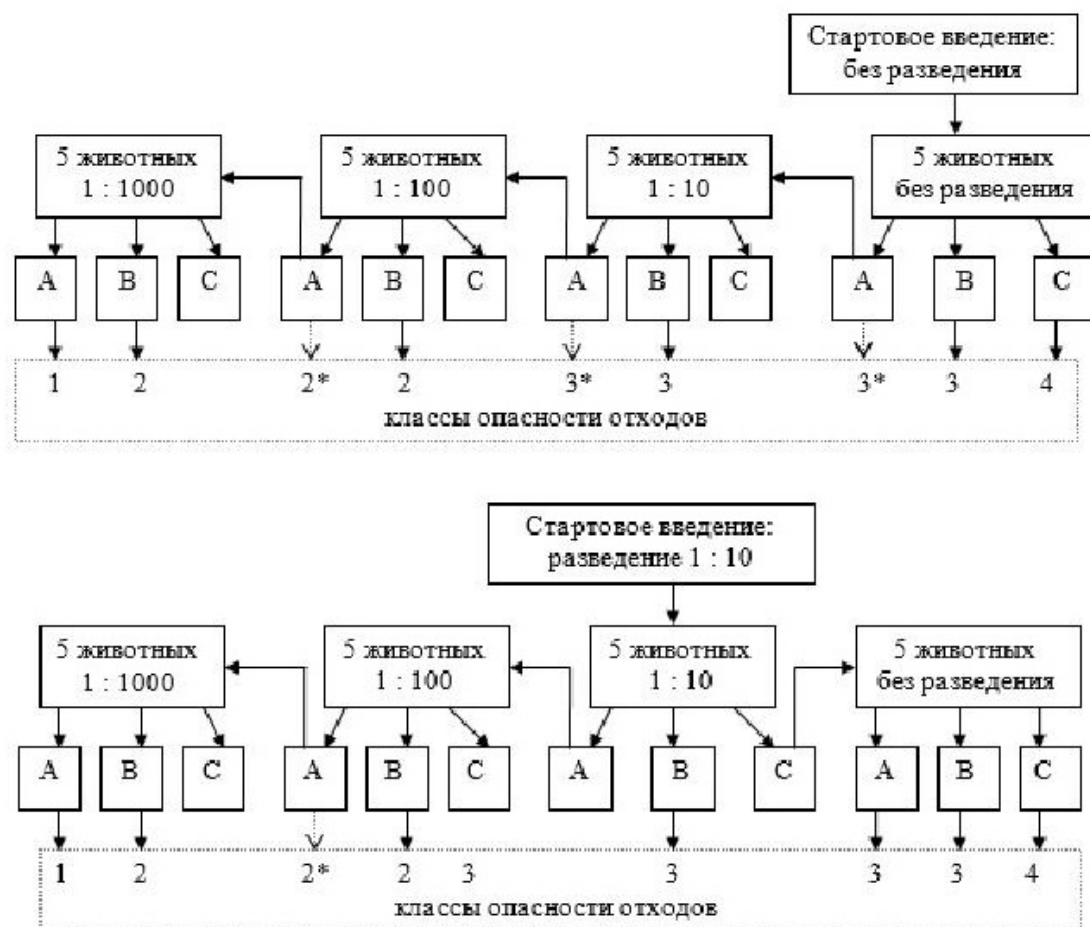 Стартовое введение:
без разведения
5 животных 5 животных 5 животных 5 животных
1 : 1000 1 : 100 1 : 10 без разведения
A B C A B C A B C A B C
1 2 2* 2 3* 3 3* 3 4
классы опасности отходов
Стартовое введение:
разведение 1 : 10
5 животных 5 животных 5 животных 5 животных
1 : 1000 1 : 100 1 : 10 без разведения
A B C A B C A B C A B C
1 2 2* 2 3 3 3 3 4
классы опасности отходов